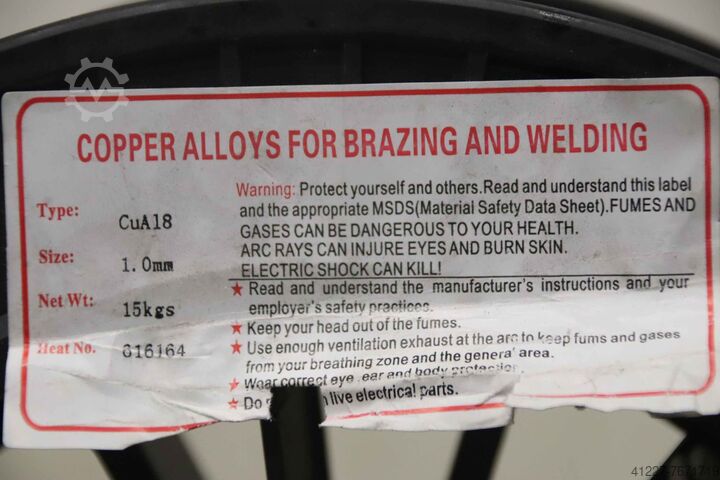 COPPER ALLOYS FOR BRAZING AND WELDING
Type: CuAl8
Size: 1.0mm
Net Wt: 15kgs
Heat No. 616164
Warning: Protect yourself and others.Read and understand this label
and the appropriate MSDS(Material Safety Data Sheet).FUMES AND
GASES CAN BE DANGEROUS TO YOUR HEALTH.
ARC RAYS CAN INJURE EYES AND BURN SKIN.
ELECTRIC SHOCK CAN KILL!
★ Read and understand the manufacturer's instructions and your
employer's safety practices.
★ Keep your head out of the fumes.
★ Use enough ventilation exhaust at the arc to keep fums and gases
from your breathing zone and the general area.
★ Wear correct eye ear and body protection.
★ Do live electrical parts.